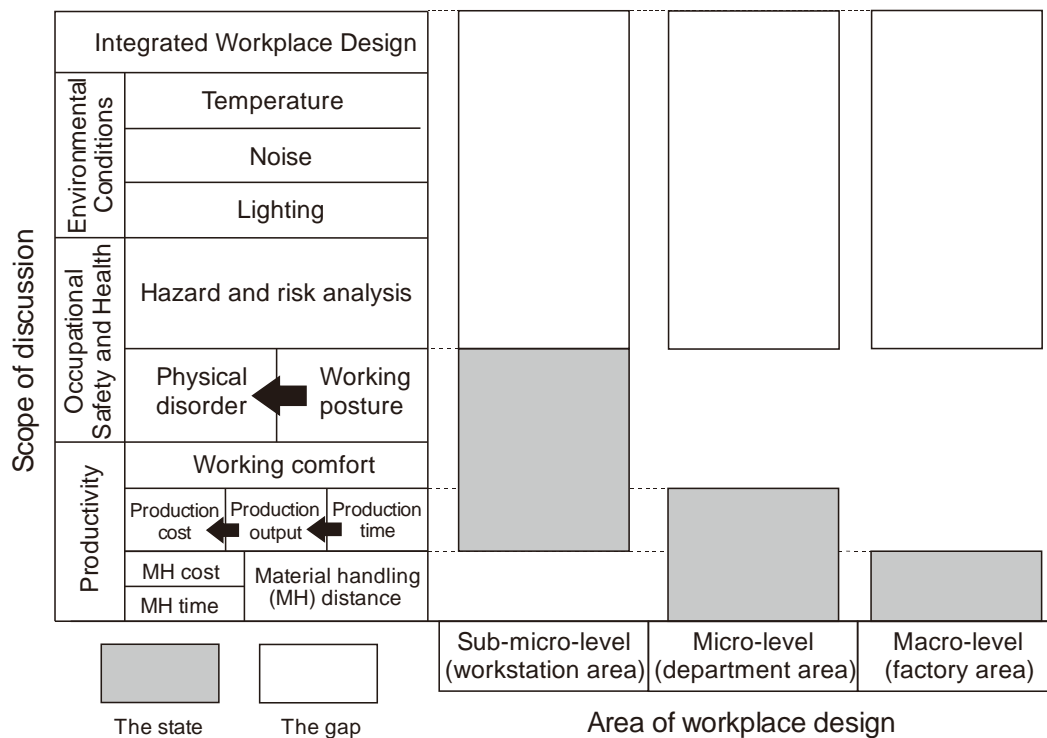 Integrated Workplace Design
Scope of discussion
Environmental
Conditions
Temperature
Noise
Lighting
Occupational
Safety and Health
Hazard and risk analysis
Physical
disorder
Working
posture
Productivity
Working comfort
Production
cost
Production
output
Production
time
MH cost
MH time
Material handling
(MH) distance
Sub-micro-level
(workstation area)
Micro-level
(department area)
Macro-level
(factory area)
The state
The gap
Area of workplace design